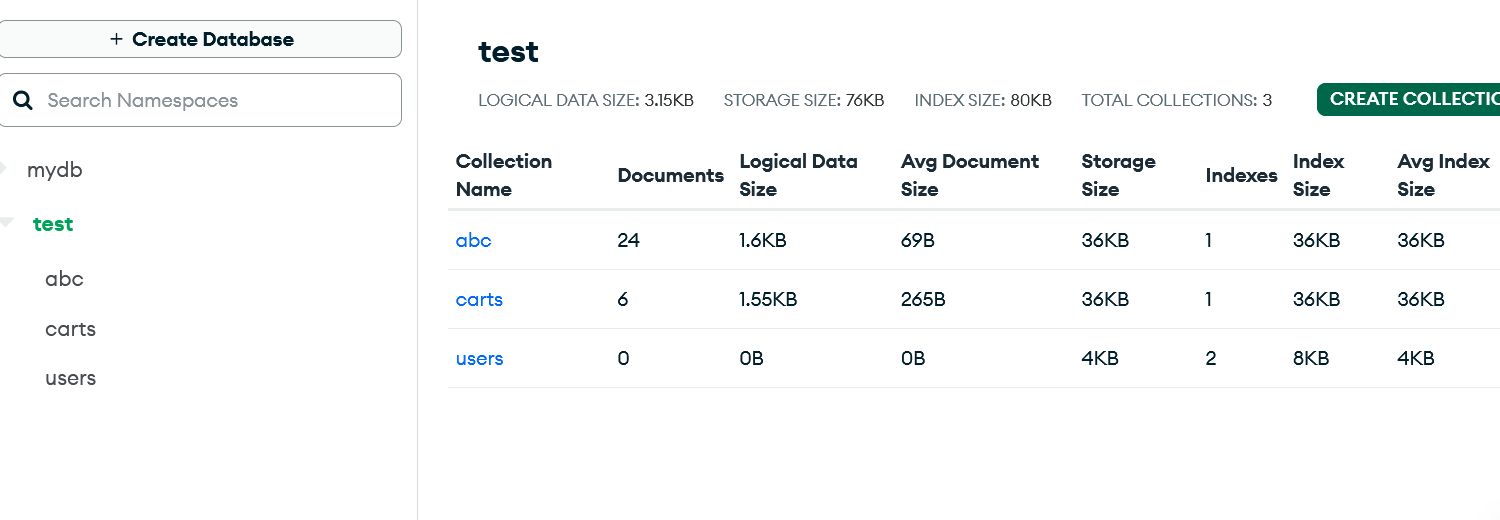 + Create Database
Search Namespaces
mydb
test
abc
carts
users
test
LOGICAL DATA SIZE: 3.15KB STORAGE SIZE: 76KB INDEX SIZE: 80KB TOTAL COLLECTIONS: 3 CREATE COLLECTIO
Collection Name Documents Logical Data Size Avg Document Size Storage Size Indexes Index Size Avg Index Size
abc 24 1.6KB 69B 36KB 1 36KB 36KB
carts 6 1.55KB 265B 36KB 1 36KB 36KB
users 0 0B 0B 4KB 2 8KB 4KB